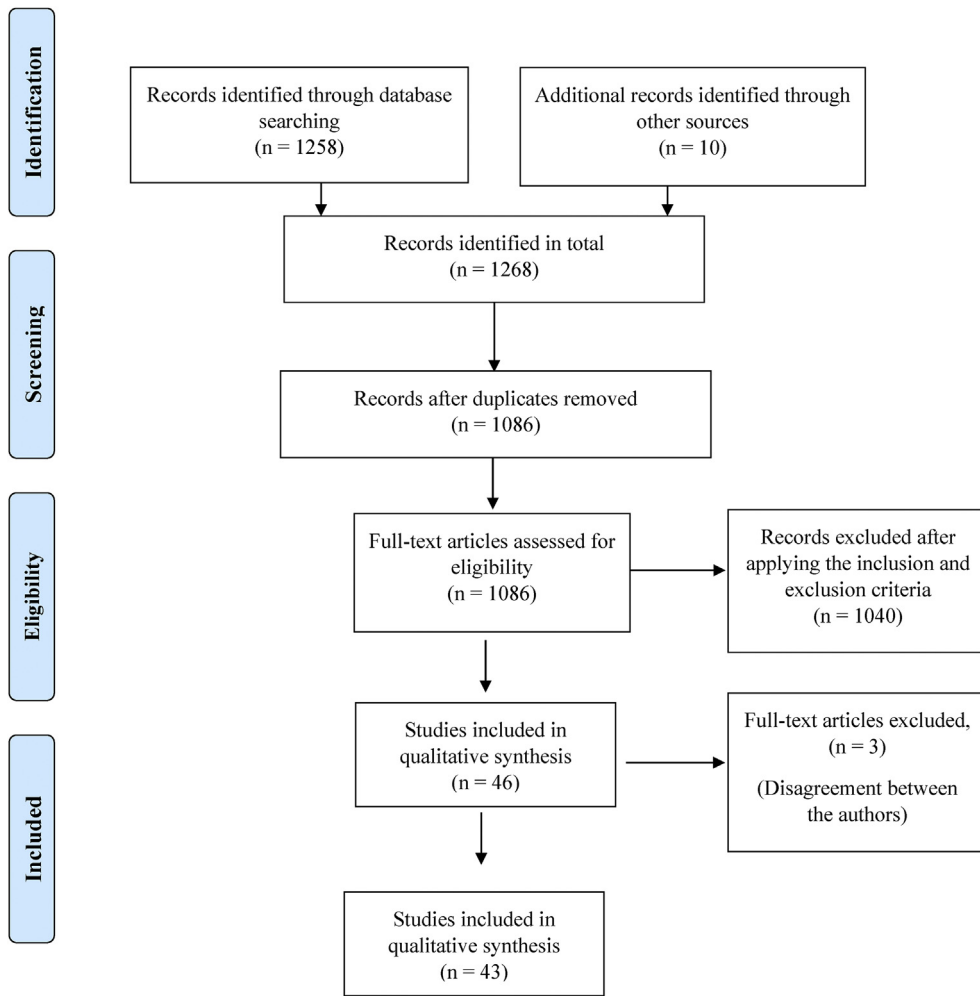 Identification
Records identified through database
searching
(n = 1258)
Additional records identified through
other sources
(n = 10)
Records identified in total
(n = 1268)
Screening
Records after duplicates removed
(n = 1086)
Eligibility
Full-text articles assessed for
eligibility
(n = 1086)
Records excluded after
applying the inclusion and
exclusion criteria
(n = 1040)
Studies included in
qualitative synthesis
(n = 46)
Full-text articles excluded,
(n = 3)
(Disagreement between
the authors)
Included
Studies included in
qualitative synthesis
(n = 43)